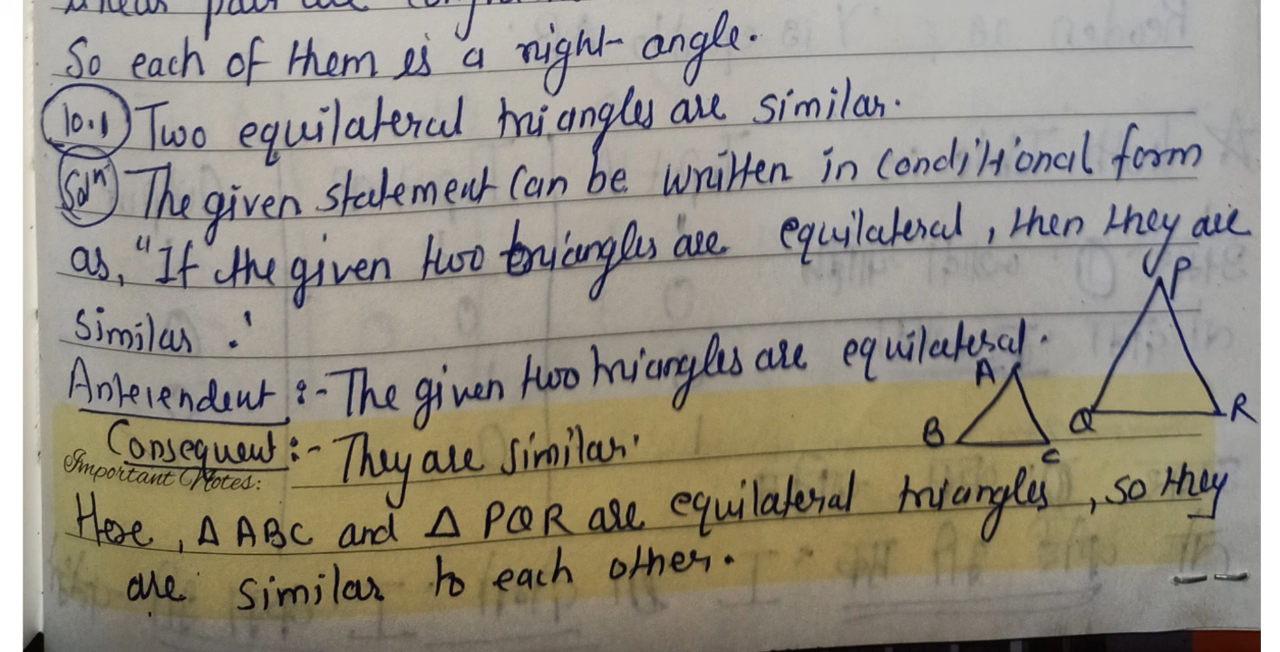 So each of them is a right angle.
10.1) Two equilateral triangles are similar.
Solⁿ) The given statement can be written in conditional form
as, "If the given two triangles are equilateral, then they are
similar."
Antecendent :- The given two triangles are equilateral.
Consequent :- They are similar.
Important Notes:
Here, Δ ABC and Δ PQR are equilateral triangles, so they
are similar to each other.
A
B
C
P
Q
R